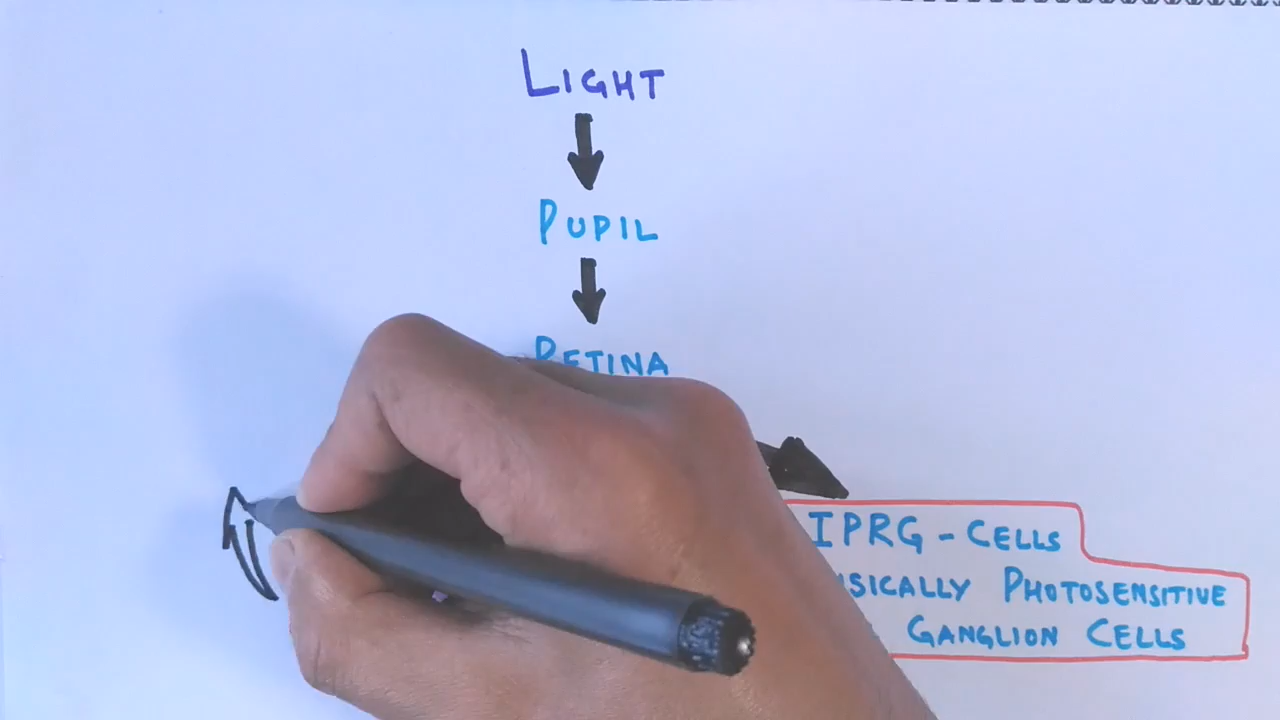 LIGHT
PUPIL
RETINA
IPRG-CELLS
PHOTOSENSITIVE
GANGLION CELLS